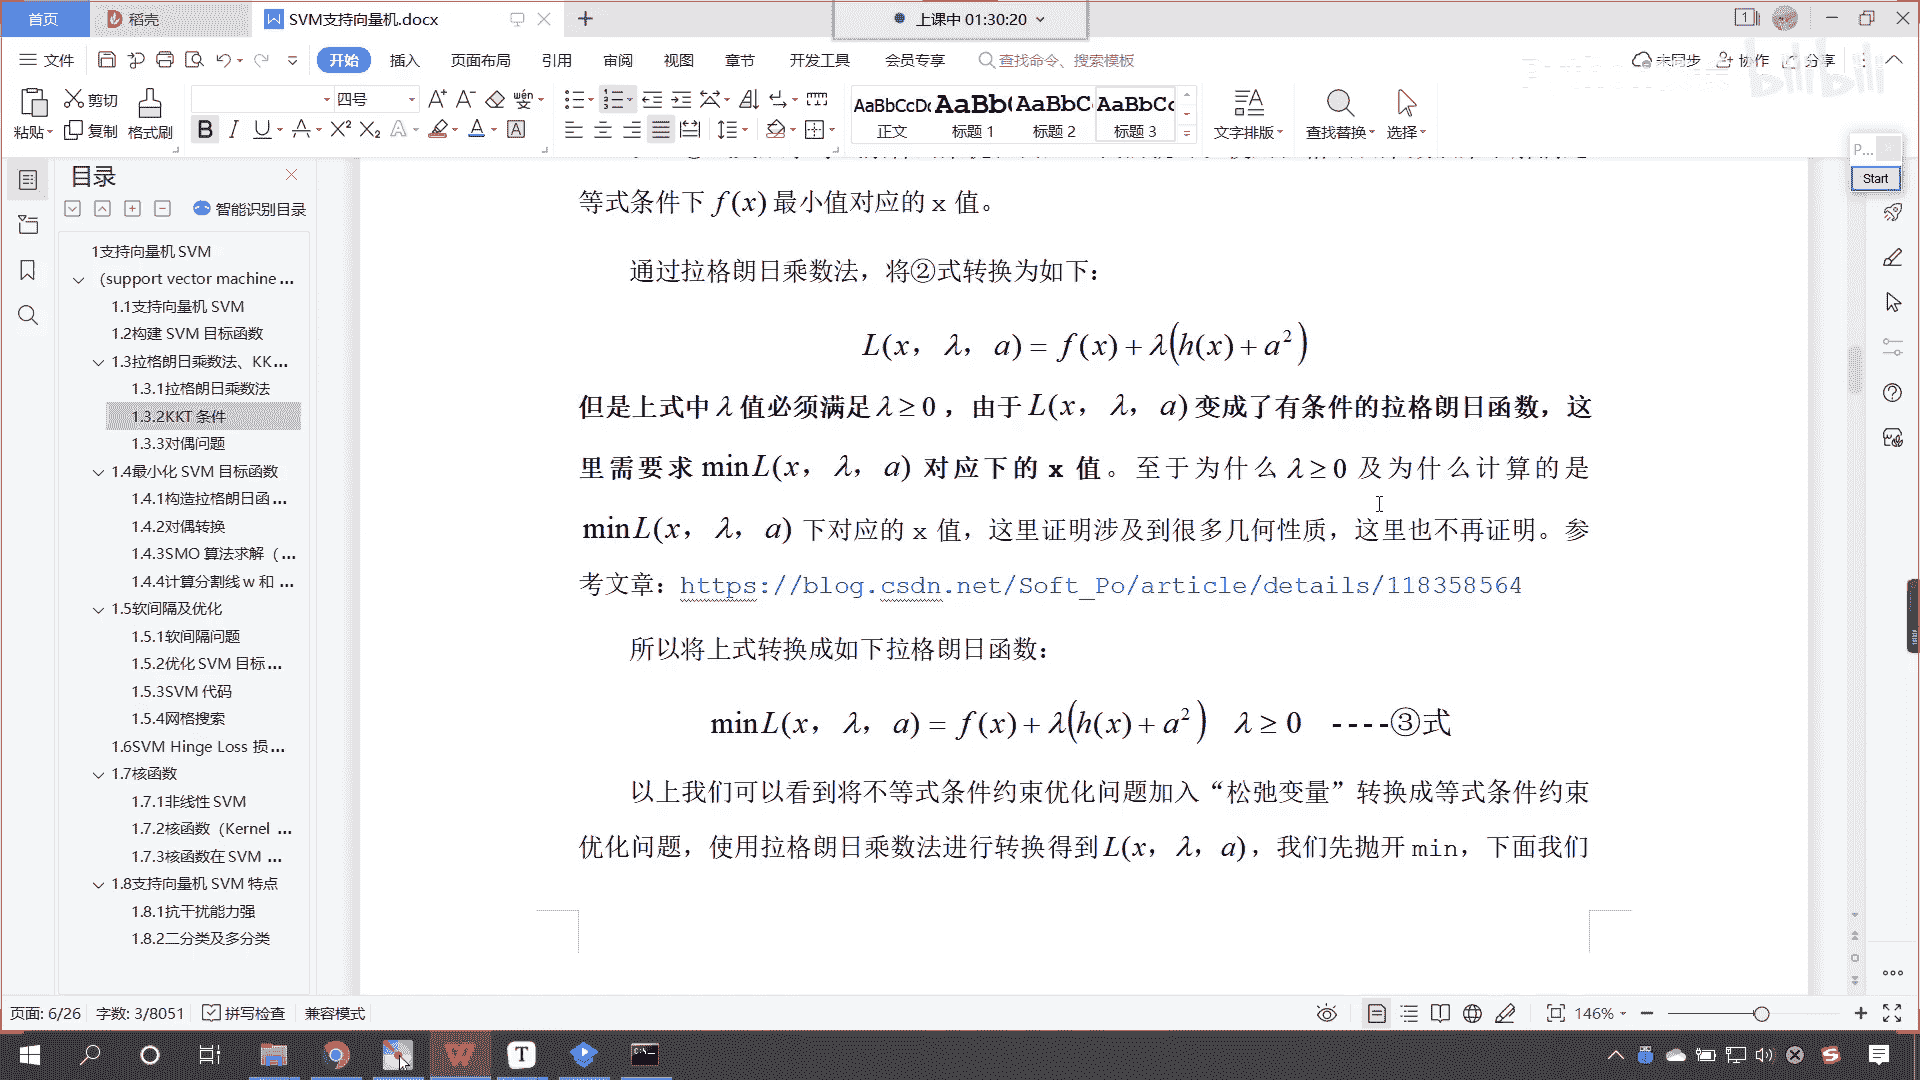 首页 稻壳 SVM支持向量机.docx 上课中 01:30:20
文件 开始 插入 页面布局 引用 审阅 视图 章节 开发工具 会员专享 查找命令、搜索模板 未同步 协作 分享
粘贴 剪切 复制 格式刷 四号 AaBbCcDc 正文 AaBb( 标题 1 AaBbC 标题 2 AaBbCc 标题 3 文字排版 查找替换 选择
P...
Start
目录
智能识别目录
1支持向量机 SVM
（support vector machine ...
1.1支持向量机 SVM
1.2构建 SVM 目标函数
1.3拉格朗日乘数法、KK...
1.3.1拉格朗日乘数法
1.3.2KKT 条件
1.3.3对偶问题
1.4最小化 SVM 目标函数
1.4.1构造拉格朗日函 ...
1.4.2对偶转换
1.4.3SMO 算法求解（ ...
1.4.4计算分割线 w 和 ...
1.5软间隔及优化
1.5.1软间隔问题
1.5.2优化 SVM 目标 ...
1.5.3SVM 代码
1.5.4网格搜索
1.6SVM Hinge Loss 损 ...
1.7核函数
1.7.1非线性 SVM
1.7.2核函数（Kernel ...
1.7.3核函数在 SVM ...
1.8支持向量机 SVM 特点
1.8.1抗干扰能力强
1.8.2二分类及多分类
等式条件下 f(x) 最小值对应的 x 值。
通过拉格朗日乘数法，将②式转换为如下：
L(x，λ，a) = f(x) + λ(h(x) + a²)
但是上式中 λ 值必须满足 λ ≥ 0，由于 L(x，λ，a) 变成了有条件的拉格朗日函数，这
里需要求 min L(x，λ，a) 对应下的 x 值。至于为什么 λ ≥ 0 及为什么计算的是
min L(x，λ，a) 下对应的 x 值，这里证明涉及到很多几何性质，这里也不再证明。参
考文章：https://blog.csdn.net/Soft_Po/article/details/118358564
所以将上式转换成如下拉格朗日函数：
min L(x，λ，a) = f(x) + λ(h(x) + a²) λ ≥ 0 ----③式
以上我们可以看到将不等式条件约束优化问题加入“松弛变量”转换成等式条件约束
优化问题，使用拉格朗日乘数法进行转换得到 L(x，λ，a)，我们先抛开 min，下面我们
页面: 6/26 字数: 3/8051 拼写检查 兼容模式 146%